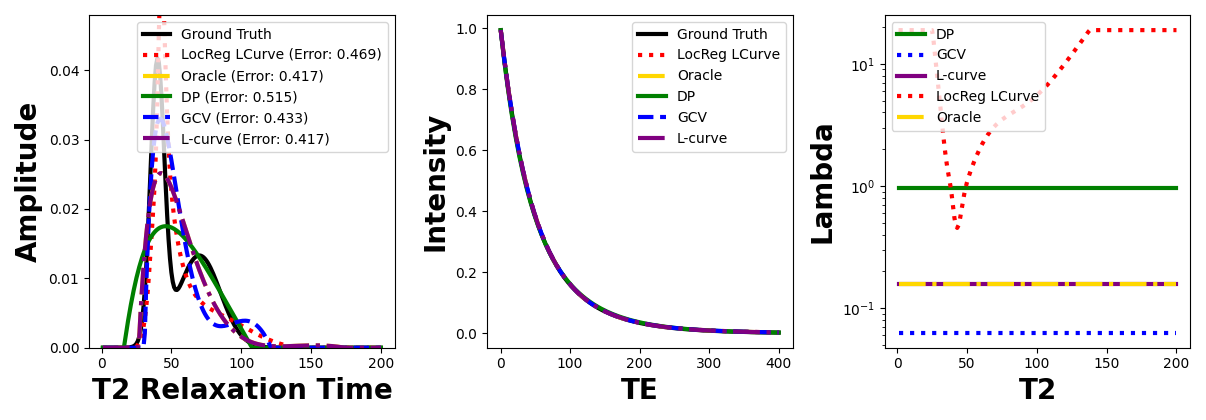 Amplitude
0.04
0.03
0.02
0.01
0.00
Ground Truth
LocReg LCurve (Error: 0.469)
Oracle (Error: 0.417)
DP (Error: 0.515)
GCV (Error: 0.433)
L-curve (Error: 0.417)
0 50 100 150 200
T2 Relaxation Time
Intensity
1.0
0.8
0.6
0.4
0.2
0.0
Ground Truth
LocReg LCurve
Oracle
DP
GCV
L-curve
0 100 200 300 400
TE
Lambda
10¹
10⁰
10⁻¹
DP
GCV
L-curve
LocReg LCurve
Oracle
0 50 100 150 200
T2